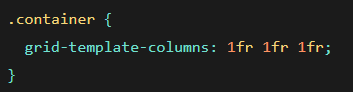 .container {
  grid-template-columns: 1fr 1fr 1fr;
}